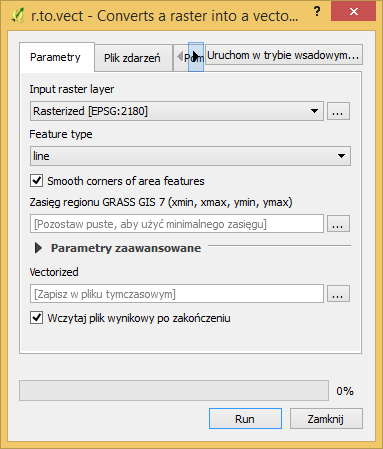 r.to.vect - Converts a raster into a vecto...
Parametry
Plik zdarzeń
Pom
Uruchom w trybie wsadowym...
Input raster layer
Rasterized [EPSG:2180]
...
Feature type
line
Smooth corners of area features
Zasięg regionu GRASS GIS 7 (xmin, xmax, ymin, ymax)
[Pozostaw puste, aby użyć minimalnego zasięgu]
...
Parametry zaawansowane
Vectorized
[Zapisz w pliku tymczasowym]
...
Wczytaj plik wynikowy po zakończeniu
0%
Run
Zamknij